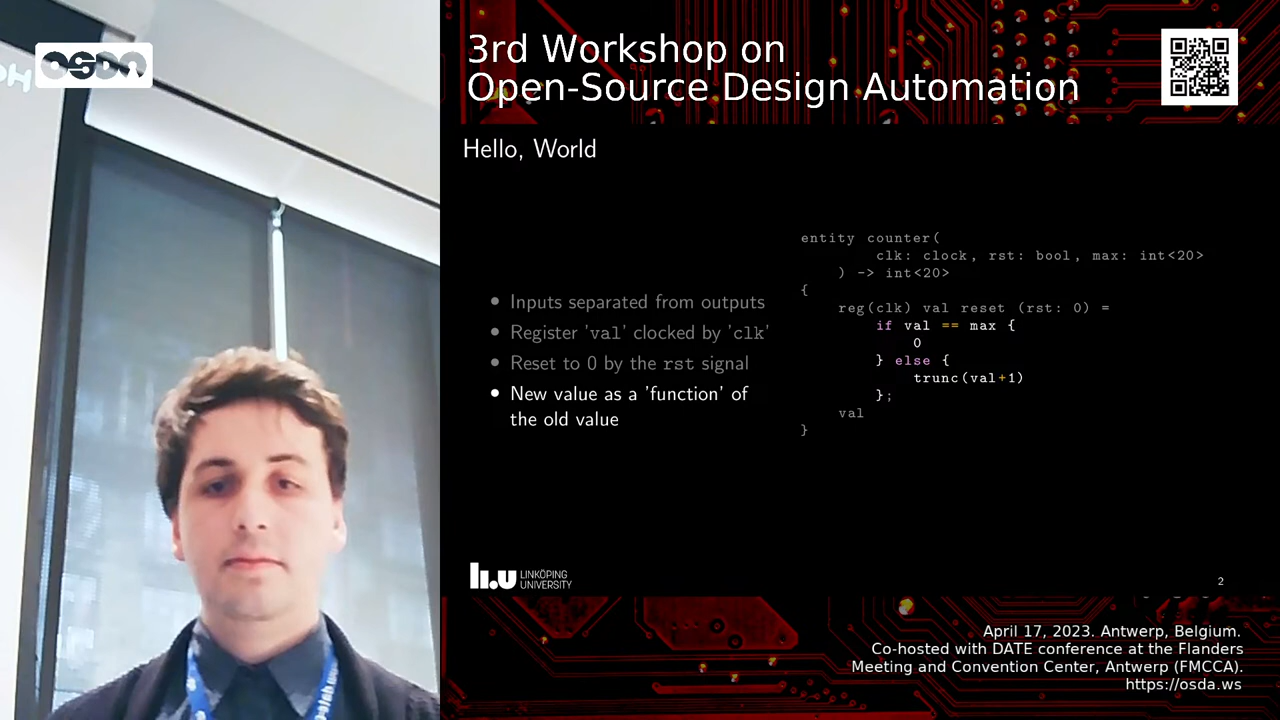 OSDA
3rd Workshop on
Open-Source Design Automation
Hello, World
• Inputs separated from outputs
• Register 'val' clocked by 'clk'
• Reset to 0 by the rst signal
• New value as a 'function' of
the old value
entity counter(
clk: clock, rst: bool, max: int<20>
) -> int<20>
{
reg(clk) val reset (rst: 0) =
if val == max {
0
} else {
trunc(val+1)
};
val
}
LiU LINKÖPING
UNIVERSITY
2
April 17, 2023. Antwerp, Belgium.
Co-hosted with DATE conference at the Flanders
Meeting and Convention Center, Antwerp (FMCCA).
https://osda.ws